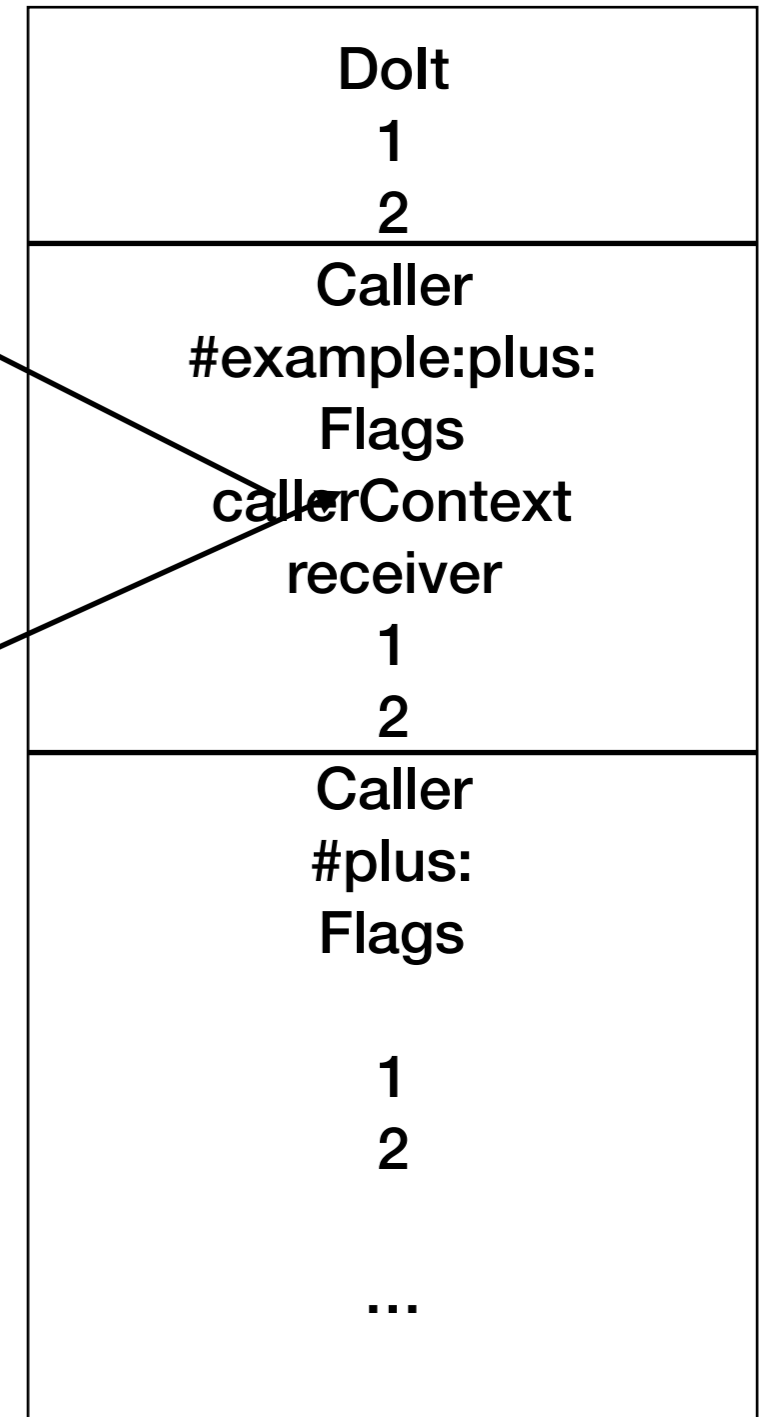 DoIt
1
2
Caller
#example:plus:
Flags
callerContext
receiver
1
2
Caller
#plus:
Flags
1
2
...